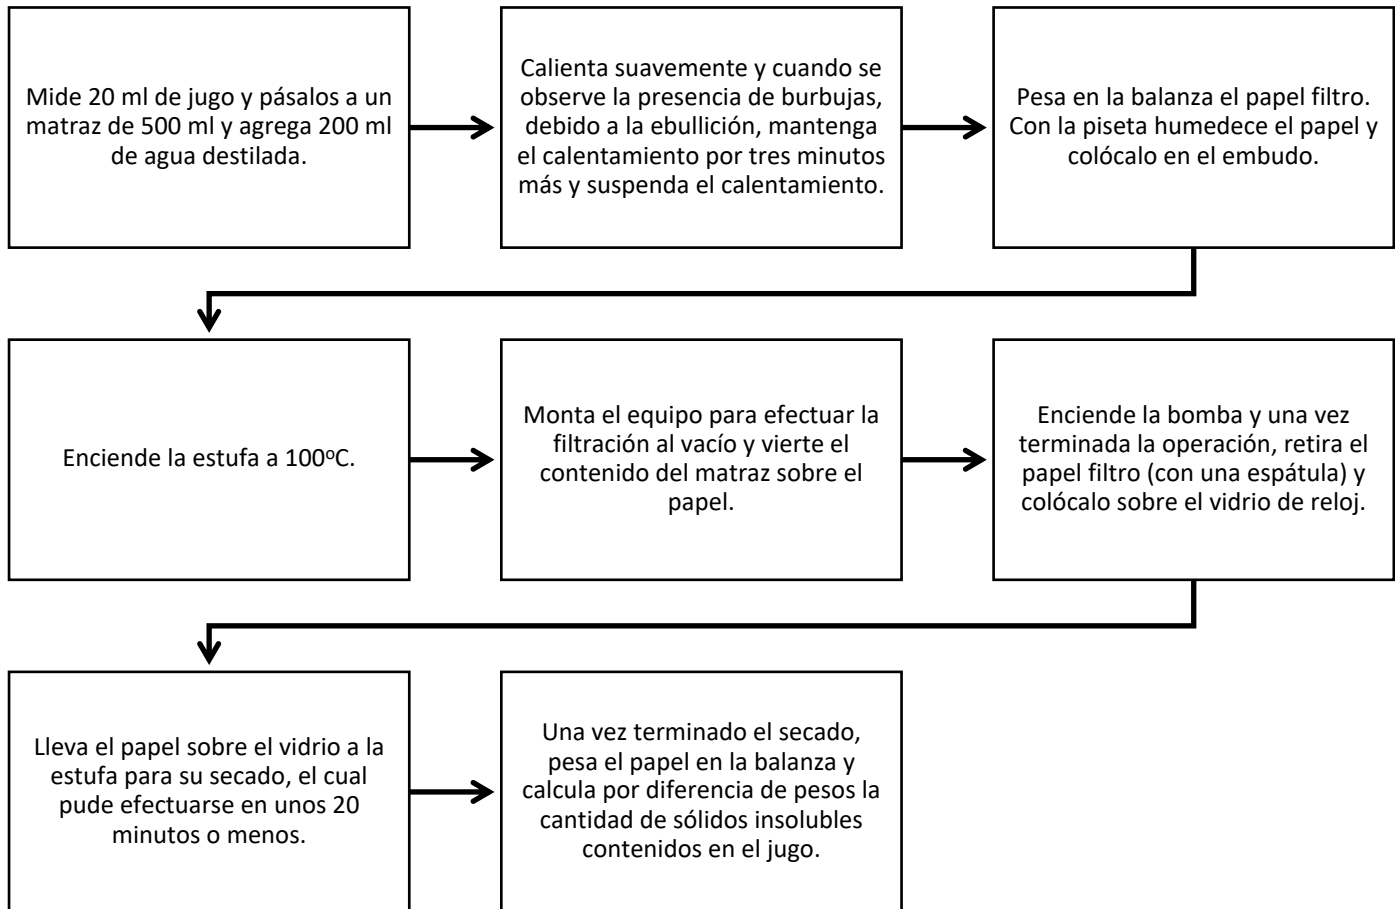 Mide 20 ml de jugo y pásalos a un
matraz de 500 ml y agrega 200 ml
de agua destilada.
Calienta suavemente y cuando se
observe la presencia de burbujas,
debido a la ebullición, mantenga
el calentamiento por tres minutos
más y suspenda el calentamiento.
Pesa en la balanza el papel filtro.
Con la piseta humedece el papel y
colócalo en el embudo.
Enciende la estufa a 100°C.
Monta el equipo para efectuar la
filtración al vacío y vierte el
contenido del matraz sobre el
papel.
Enciende la bomba y una vez
terminada la operación, retira el
papel filtro (con una espátula) y
colócalo sobre el vidrio de reloj.
Lleva el papel sobre el vidrio a la
estufa para su secado, el cual
pude efectuarse en unos 20
minutos o menos.
Una vez terminado el secado,
pesa el papel en la balanza y
calcula por diferencia de pesos la
cantidad de sólidos insolubles
contenidos en el jugo.